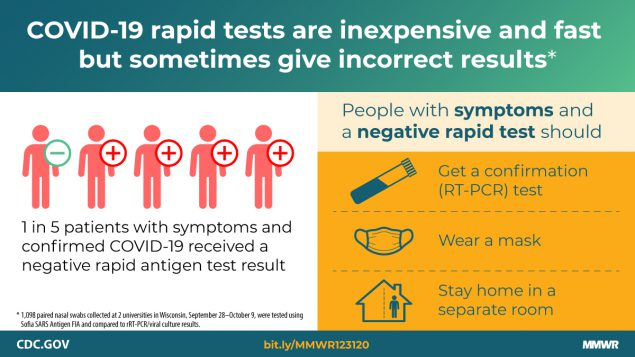 COVID-19 rapid tests are inexpensive and fast
but sometimes give incorrect results*
1 in 5 patients with symptoms and
confirmed COVID-19 received a
negative rapid antigen test result
* 1,098 paired nasal swabs collected at 2 universities in Wisconsin, September 28–October 9, were tested using
Sofia SARS Antigen FIA and compared to rRT-PCR/viral culture results.
People with symptoms and
a negative rapid test should
Get a confirmation
(RT-PCR) test
Wear a mask
Stay home in a
separate room
CDC.GOV
bit.ly/MMWR123120
MMWR